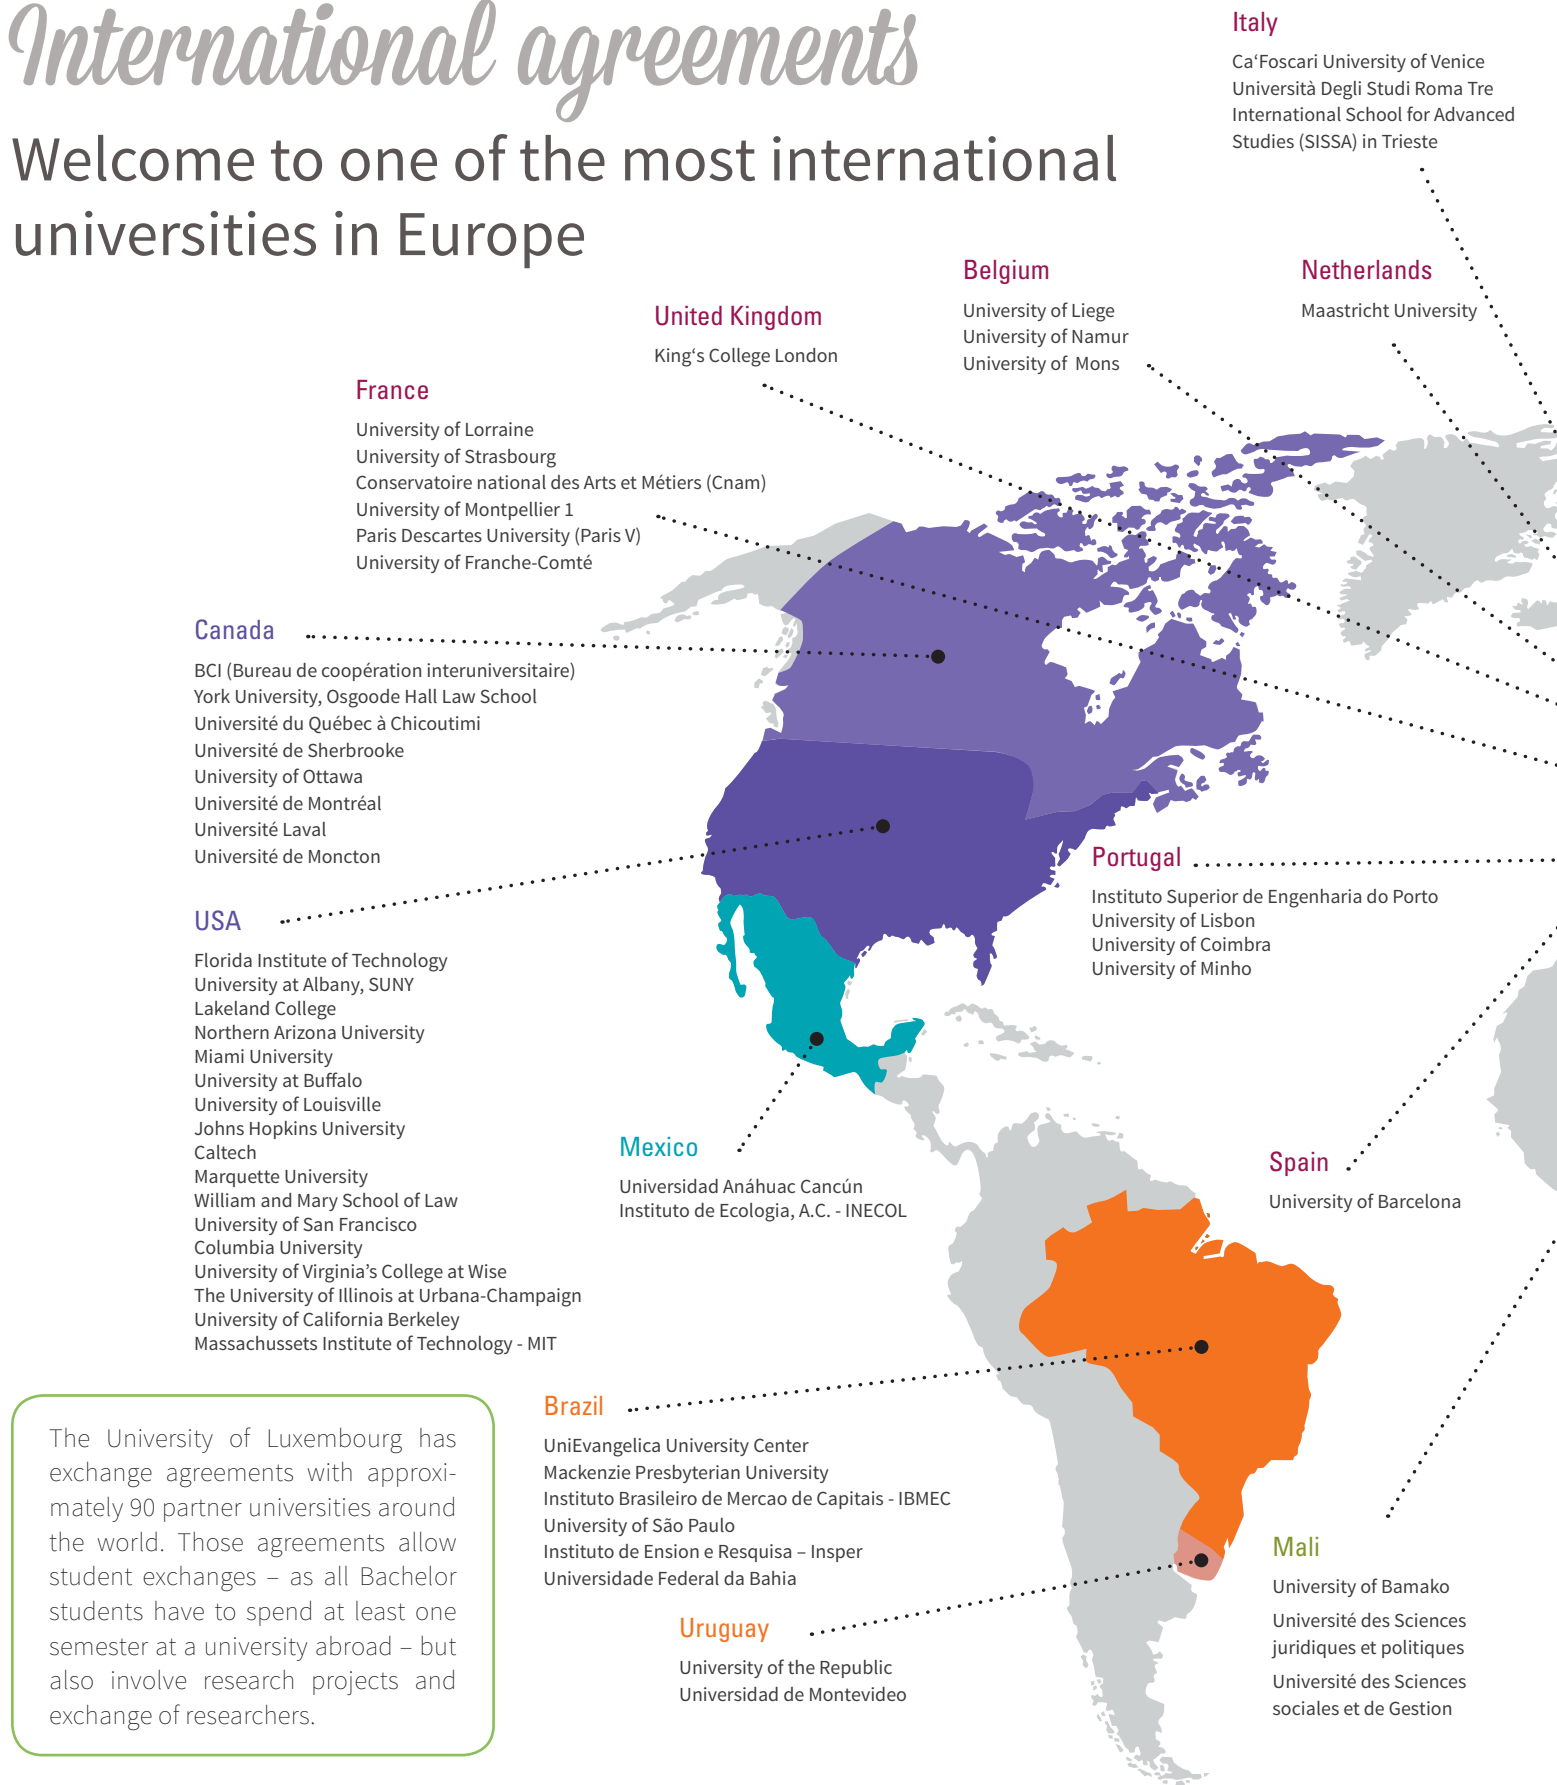 International agreements
Welcome to one of the most international
universities in Europe
Italy
Ca‘Foscari University of Venice
Università Degli Studi Roma Tre
International School for Advanced
Studies (SISSA) in Trieste
Belgium
University of Liege
University of Namur
University of Mons
Netherlands
Maastricht University
United Kingdom
King‘s College London
France
University of Lorraine
University of Strasbourg
Conservatoire national des Arts et Métiers (Cnam)
University of Montpellier 1
Paris Descartes University (Paris V)
University of Franche-Comté
Canada
BCI (Bureau de coopération interuniversitaire)
York University, Osgoode Hall Law School
Université du Québec à Chicoutimi
Université de Sherbrooke
University of Ottawa
Université de Montréal
Université Laval
Université de Moncton
Portugal
Instituto Superior de Engenharia do Porto
University of Lisbon
University of Coimbra
University of Minho
USA
Florida Institute of Technology
University at Albany, SUNY
Lakeland College
Northern Arizona University
Miami University
University at Buffalo
University of Louisville
Johns Hopkins University
Caltech
Marquette University
William and Mary School of Law
University of San Francisco
Columbia University
University of Virginia’s College at Wise
The University of Illinois at Urbana-Champaign
University of California Berkeley
Massachussets Institute of Technology - MIT
Mexico
Universidad Anáhuac Cancún
Instituto de Ecologia, A.C. - INECOL
Spain
University of Barcelona
Brazil
UniEvangelica University Center
Mackenzie Presbyterian University
Instituto Brasileiro de Mercao de Capitais - IBMEC
University of São Paulo
Instituto de Ension e Resquisa – Insper
Universidade Federal da Bahia
Uruguay
University of the Republic
Universidad de Montevideo
Mali
University of Bamako
Université des Sciences
juridiques et politiques
Université des Sciences
sociales et de Gestion
The University of Luxembourg has
exchange agreements with approxi-
mately 90 partner universities around
the world. Those agreements allow
student exchanges – as all Bachelor
students have to spend at least one
semester at a university abroad – but
also involve research projects and
exchange of researchers.